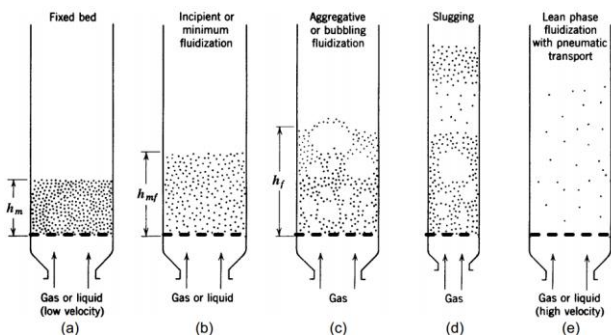 Fixed bed
Incipient or
minimum
fluidization
Aggregative
or bubbling
fluidization
Slugging
Lean phase
fluidization
with pneumatic
transport
h_m
h_mf
h_f
Gas or liquid
(low velocity)
Gas or liquid
Gas
Gas
Gas or liquid
(high velocity)
(a)
(b)
(c)
(d)
(e)